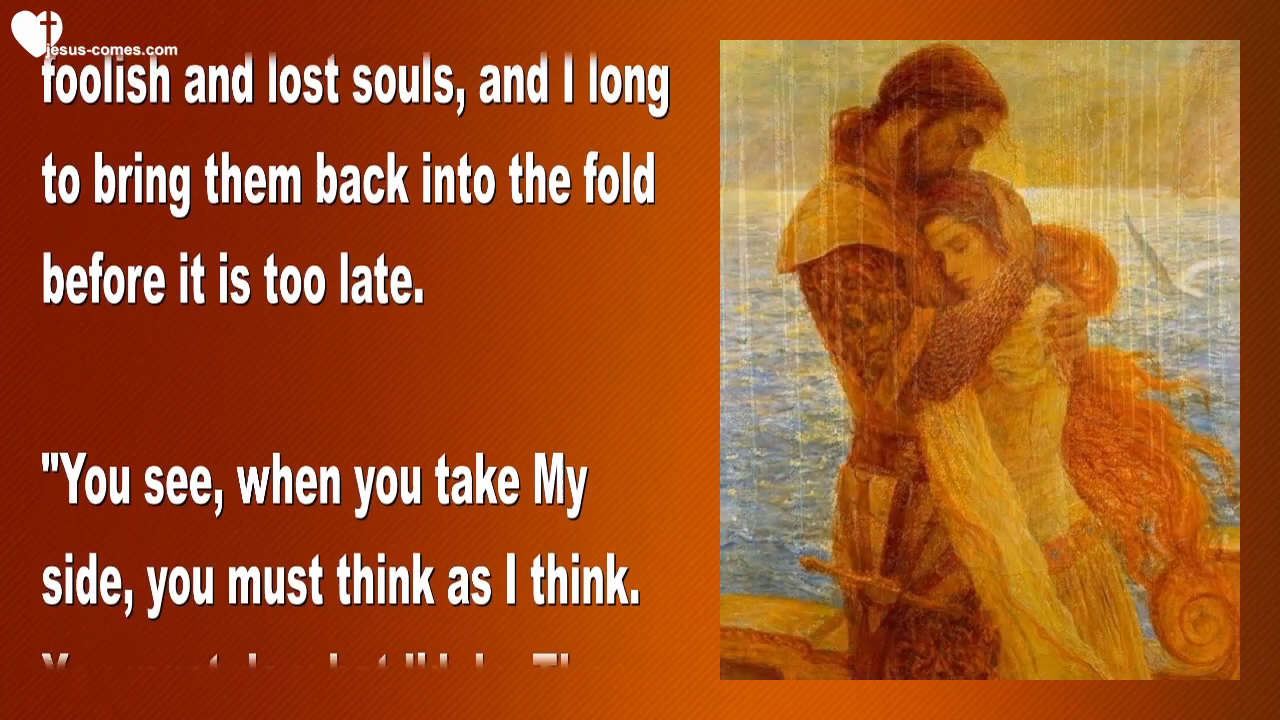 jesus-comes.com
foolish and lost souls, and I long
to bring them back into the fold
before it is too late.
"You see, when you take My
side, you must think as I think.